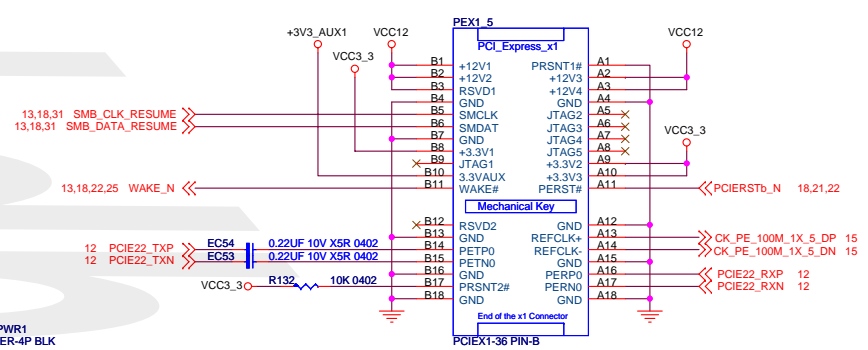 PEX1_5
+3V3_AUX1 VCC12 PCI_Express_x1 VCC12
VCC3_3
B1 +12V1 PRSNT1# A1
B2 +12V2 +12V3 A2
B3 RSVD1 +12V4 A3
B4 GND GND A4
13,18,31 SMB_CLK_RESUME B5 SMCLK JTAG2 A5
13,18,31 SMB_DATA_RESUME B6 SMDAT JTAG3 A6
B7 GND JTAG4 A7 VCC3_3
B8 +3.3V1 JTAG5 A8
B9 JTAG1 +3.3V2 A9
B10 3.3VAUX +3.3V3 A10
13,18,22,25 WAKE_N B11 WAKE# PERST# A11 PCIERSTb_N 18,21,22
Mechanical Key
B12 RSVD2 GND A12
B13 GND REFCLK+ A13 CK_PE_100M_1X_5_DP 15
12 PCIE22_TXP EC54 0.22UF 10V X5R 0402 B14 PETP0 REFCLK- A14 CK_PE_100M_1X_5_DN 15
12 PCIE22_TXN EC53 0.22UF 10V X5R 0402 B15 PETN0 GND A15
B16 GND PERP0 A16 PCIE22_RXP 12
VCC3_3 R132 10K 0402 B17 PRSNT2# PERN0 A17 PCIE22_RXN 12
B18 GND GND A18
End of the x1 Connector
PWR1
ER-4P BLK PCIEX1-36 PIN-B